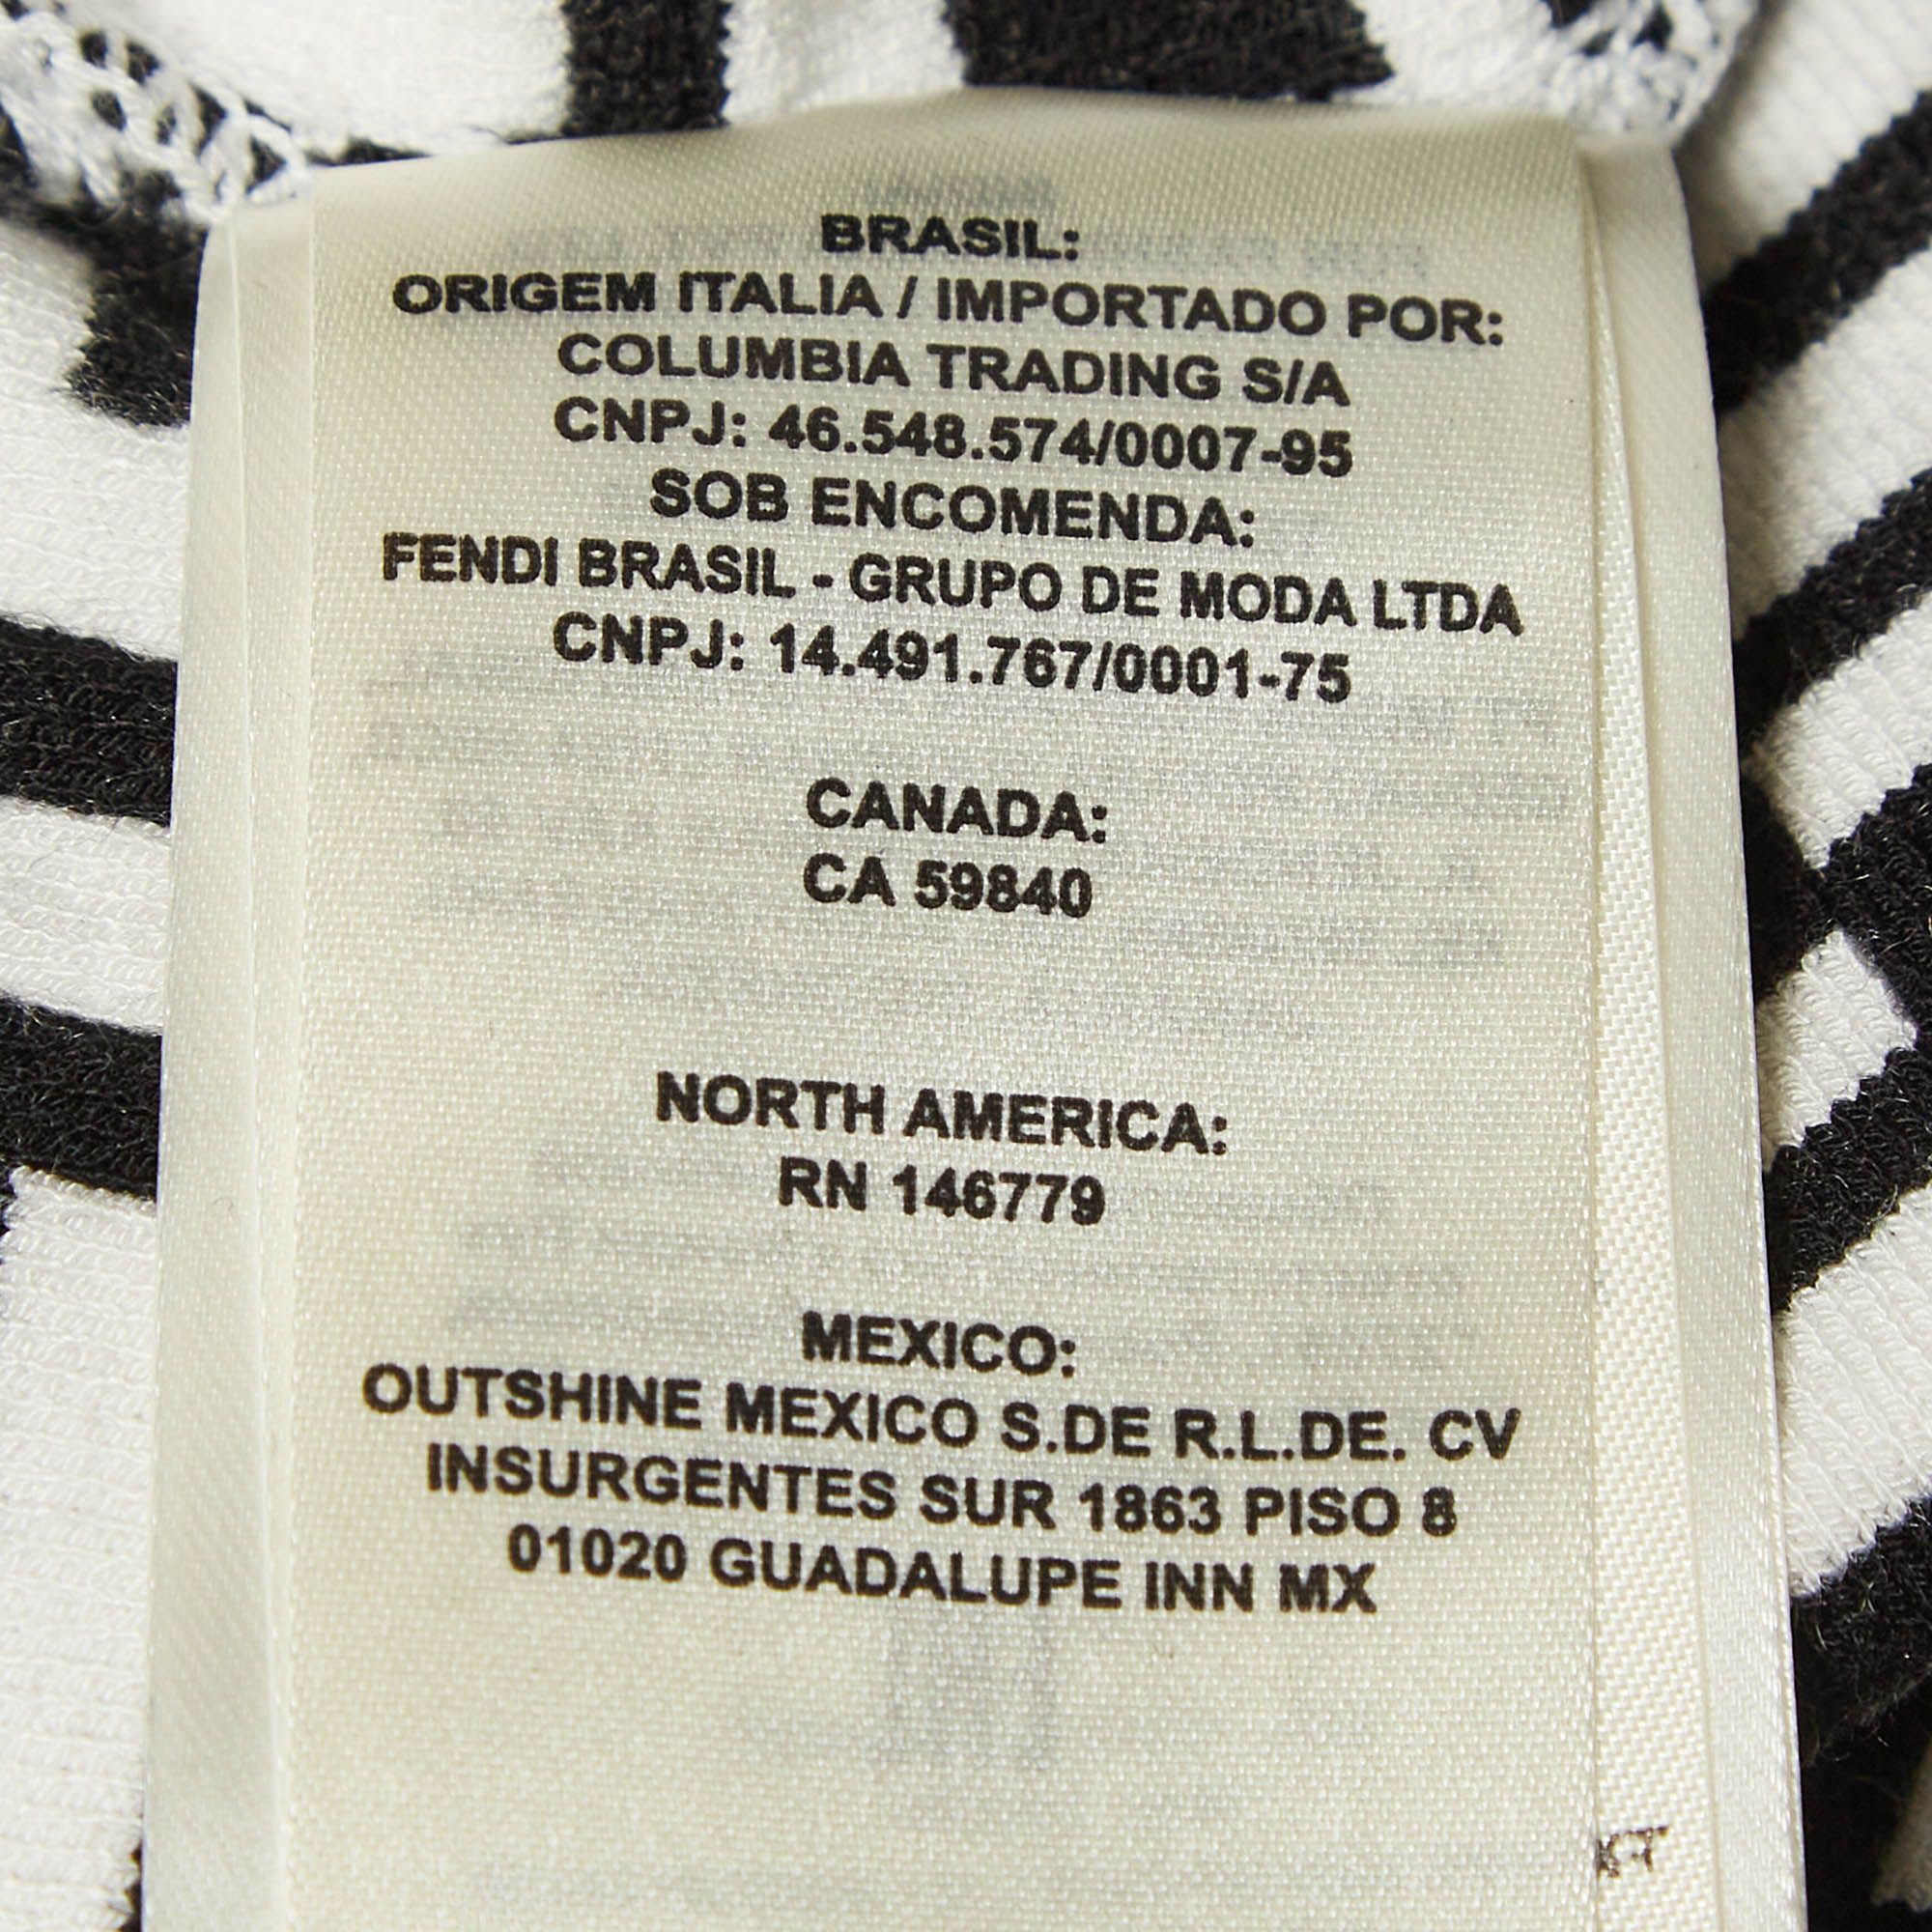 BRASIL:
ORIGEM ITALIA / IMPORTADO POR:
COLUMBIA TRADING S/A
CNPJ: 46.548.574/0007-95
SOB ENCOMENDA:
FENDI BRASIL - GRUPO DE MODA LTDA
CNPJ: 14.491.767/0001-75
CANADA:
CA 59840
NORTH AMERICA:
RN 146779
MEXICO:
OUTSHINE MEXICO S.DE R.L.DE. CV
INSURGENTES SUR 1863 PISO 8
01020 GUADALUPE INN MX